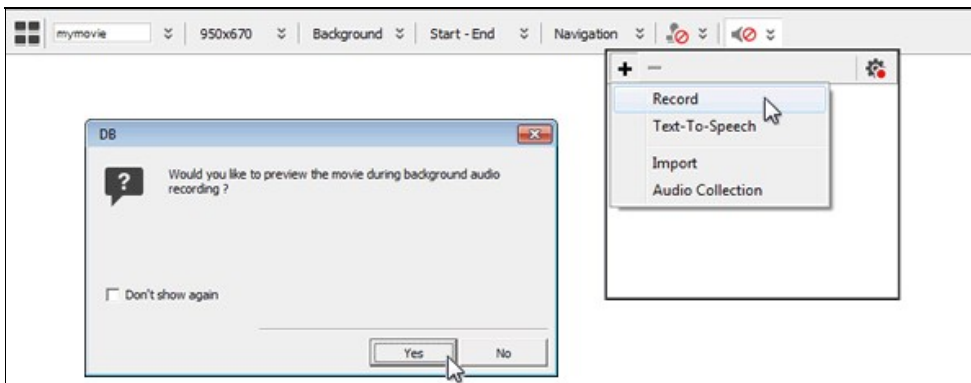 mymovie 950x670 Background Start - End Navigation
+ −
Record
Text-To-Speech
Import
Audio Collection
DB
?
Would you like to preview the movie during background audio
recording ?
Don't show again
Yes No